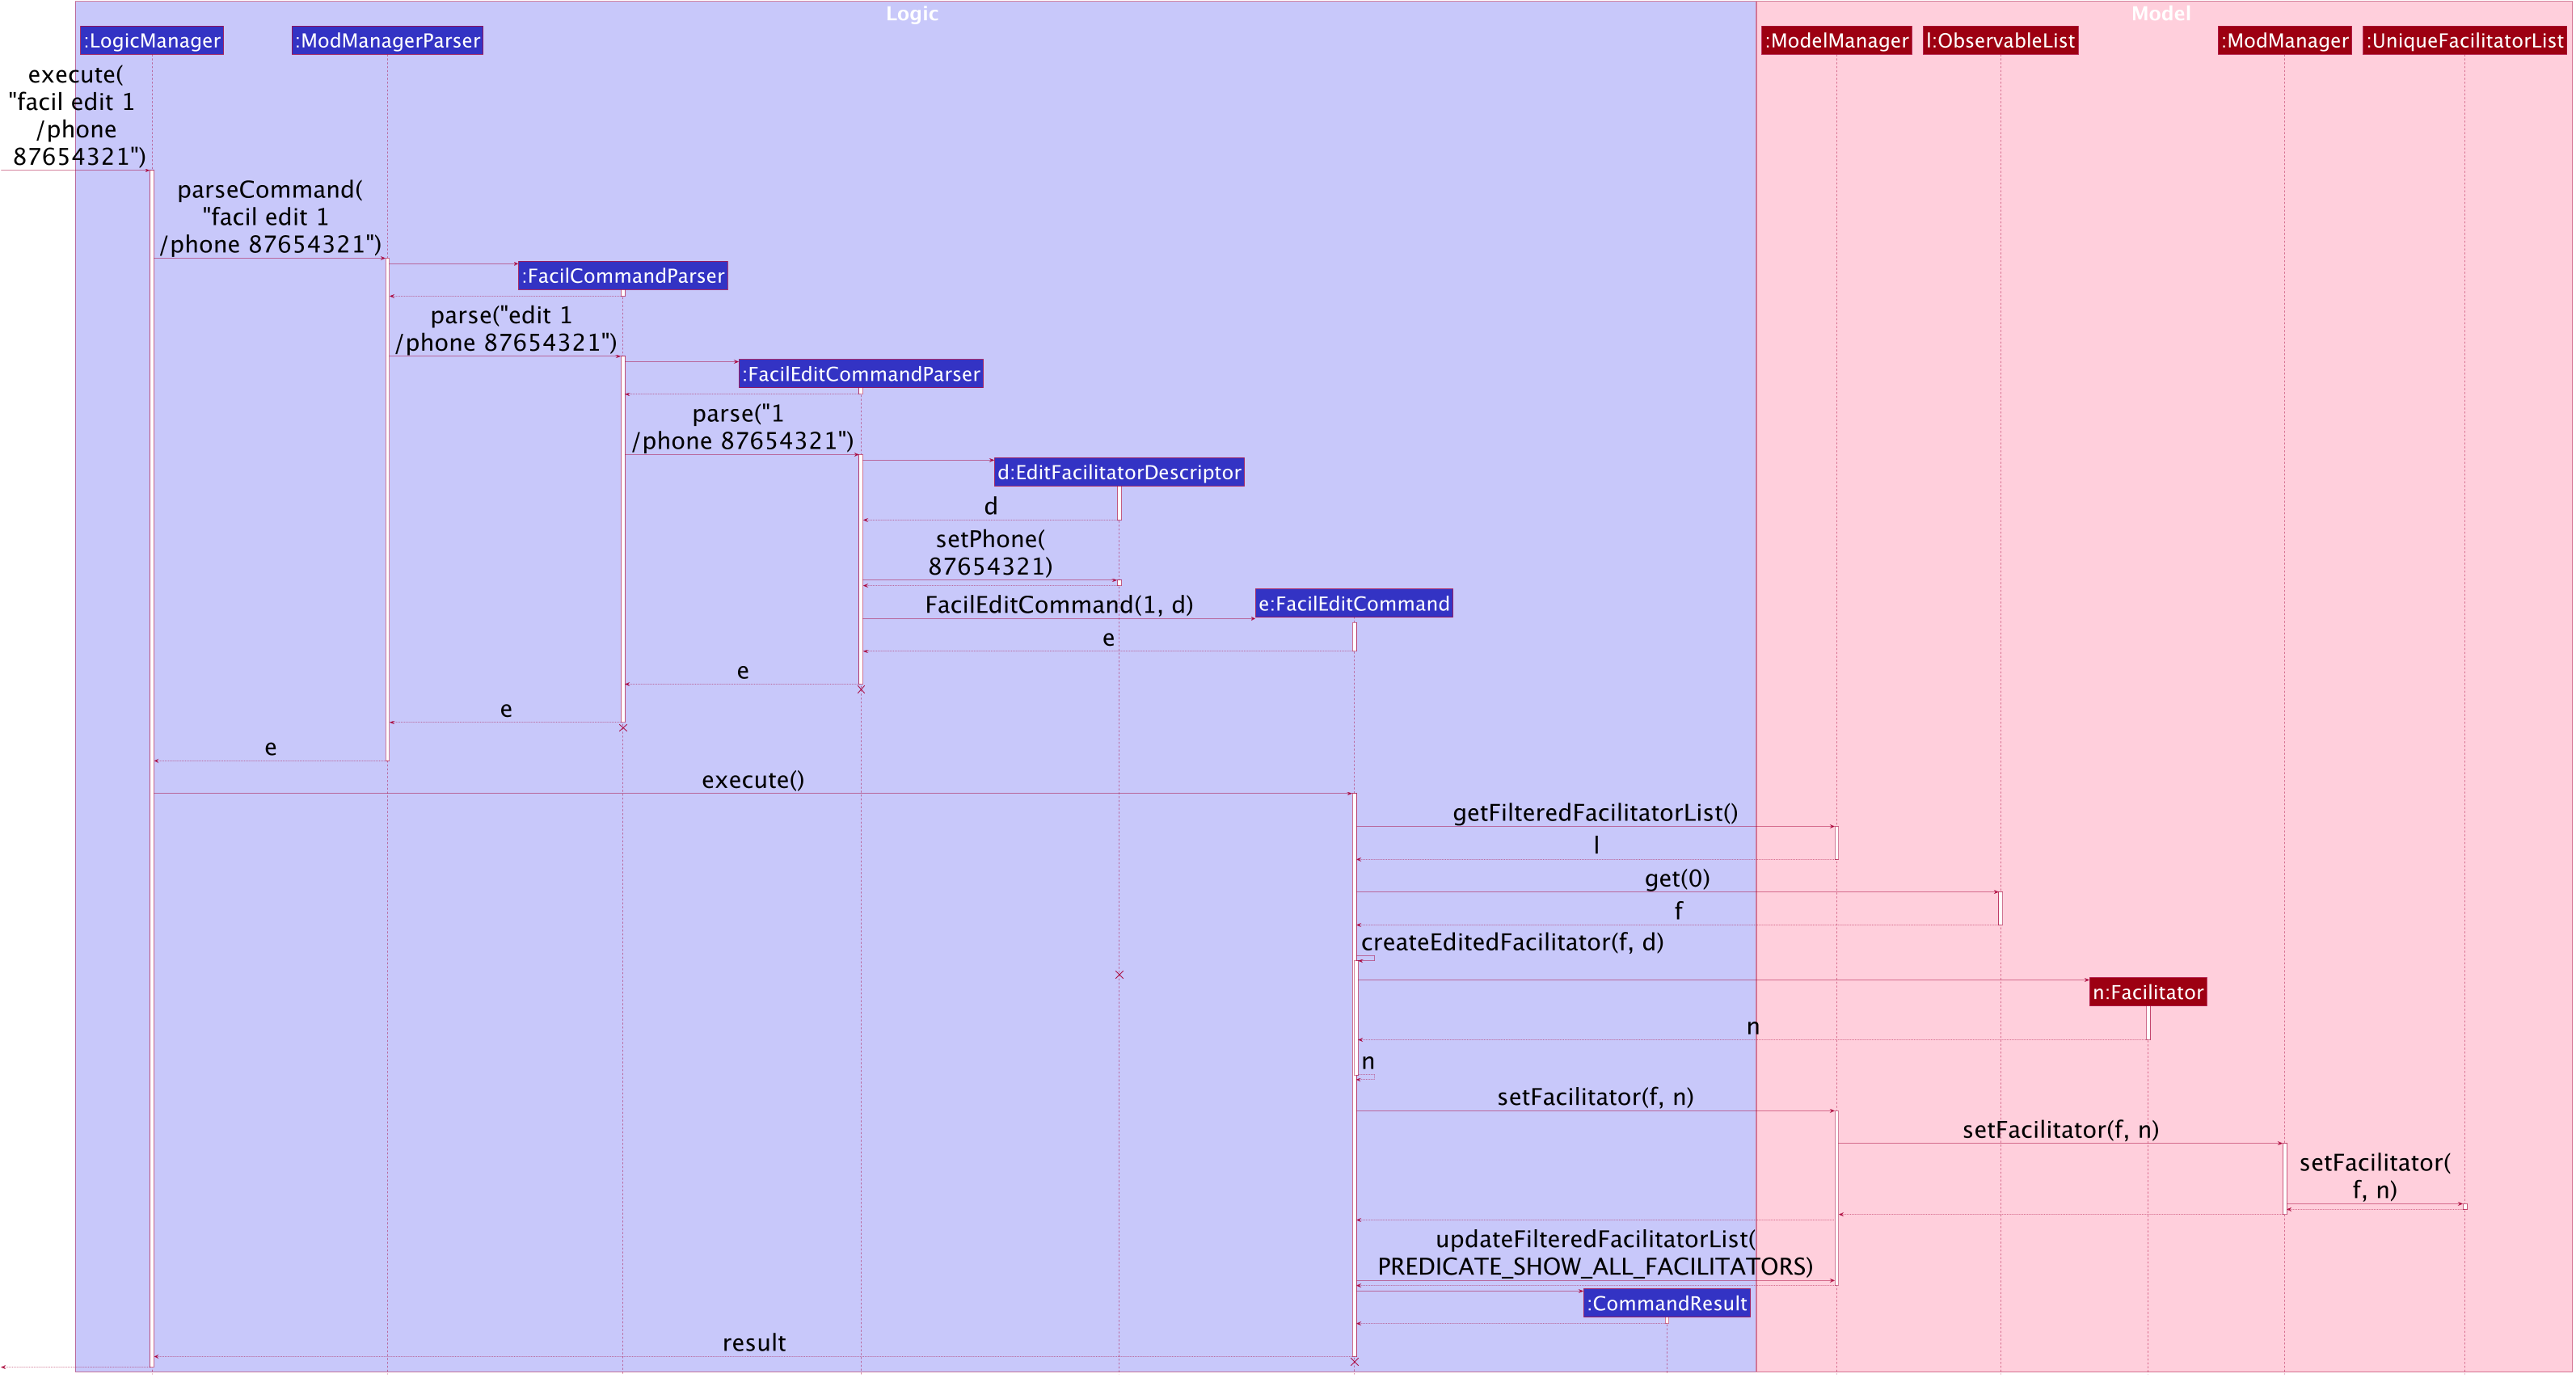 Logic
Model
:LogicManager
:ModManagerParser
:ModelManager
l:ObservableList
:ModManager
:UniqueFacilitatorList
execute(
"facil edit 1
/phone
87654321")
parseCommand(
"facil edit 1
/phone 87654321")
:FacilCommandParser
parse("edit 1
/phone 87654321")
:FacilEditCommandParser
parse("1
/phone 87654321")
d:EditFacilitatorDescriptor
d
setPhone(
87654321)
e:FacilEditCommand
FacilEditCommand(1, d)
e
e
e
e
execute()
getFilteredFacilitatorList()
l
get(0)
f
createEditedFacilitator(f, d)
n:Facilitator
n
n
setFacilitator(f, n)
setFacilitator(f, n)
setFacilitator(
f, n)
updateFilteredFacilitatorList(
PREDICATE_SHOW_ALL_FACILITATORS)
:CommandResult
result